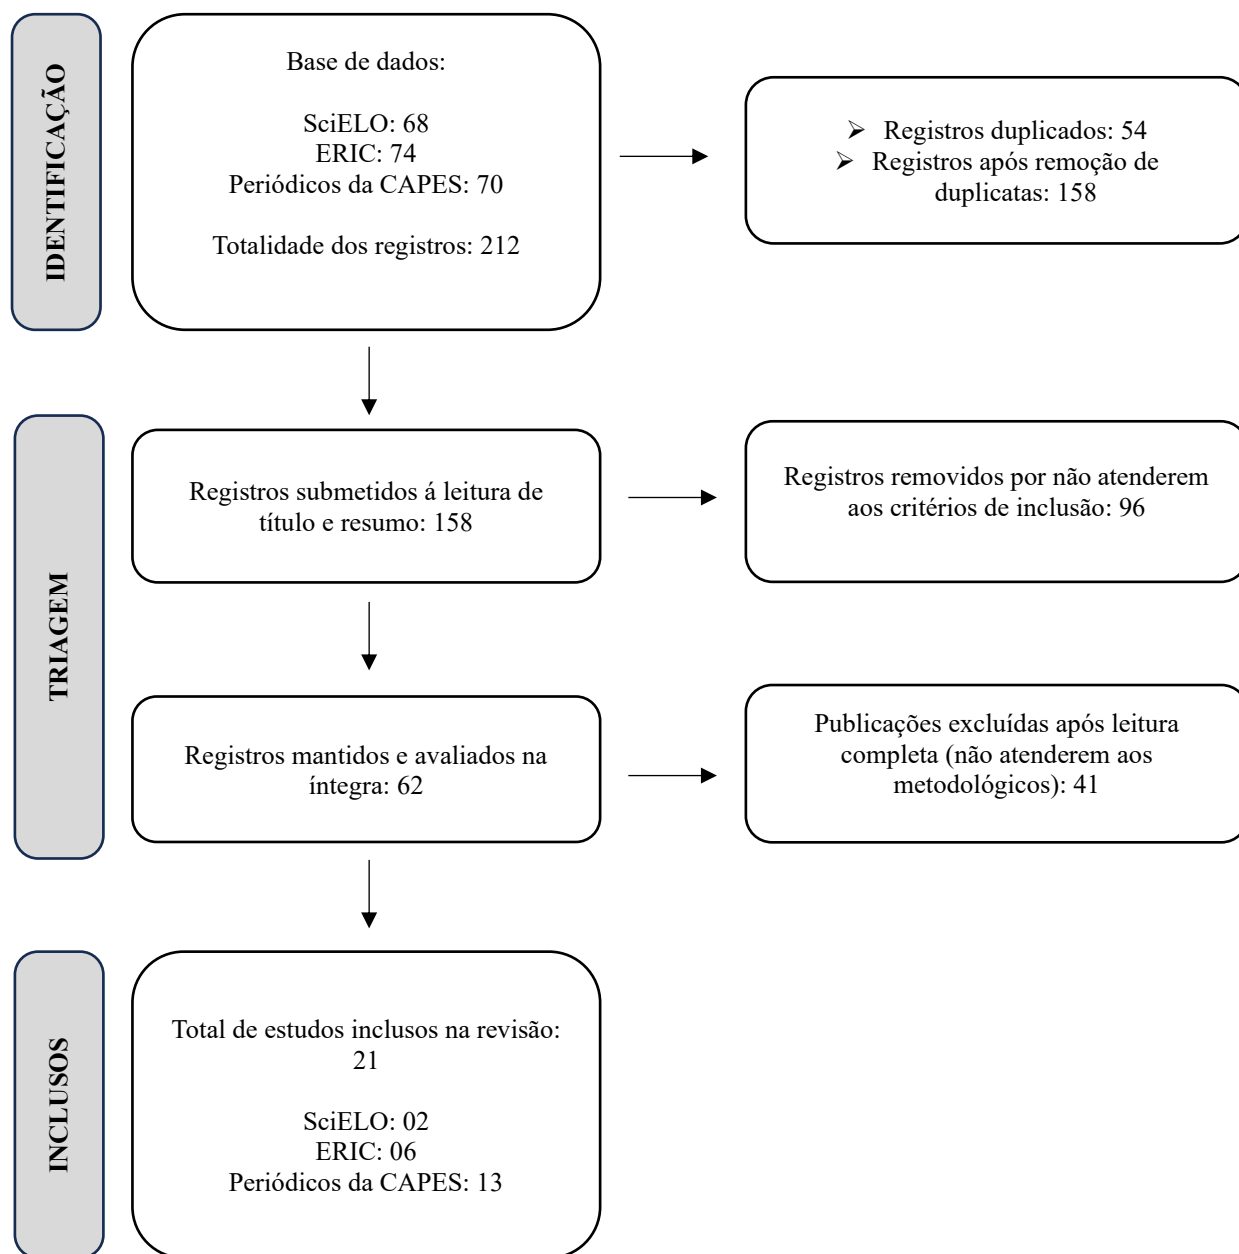 IDENTIFICAÇÃO
Base de dados:
SciELO: 68
ERIC: 74
Periódicos da CAPES: 70
Totalidade dos registros: 212
➢ Registros duplicados: 54
➢ Registros após remoção de
duplicatas: 158
TRIAGEM
Registros submetidos á leitura de
título e resumo: 158
Registros removidos por não atenderem
aos critérios de inclusão: 96
Registros mantidos e avaliados na
íntegra: 62
Publicações excluídas após leitura
completa (não atenderem aos
metodológicos): 41
INCLUSOS
Total de estudos inclusos na revisão:
21
SciELO: 02
ERIC: 06
Periódicos da CAPES: 13